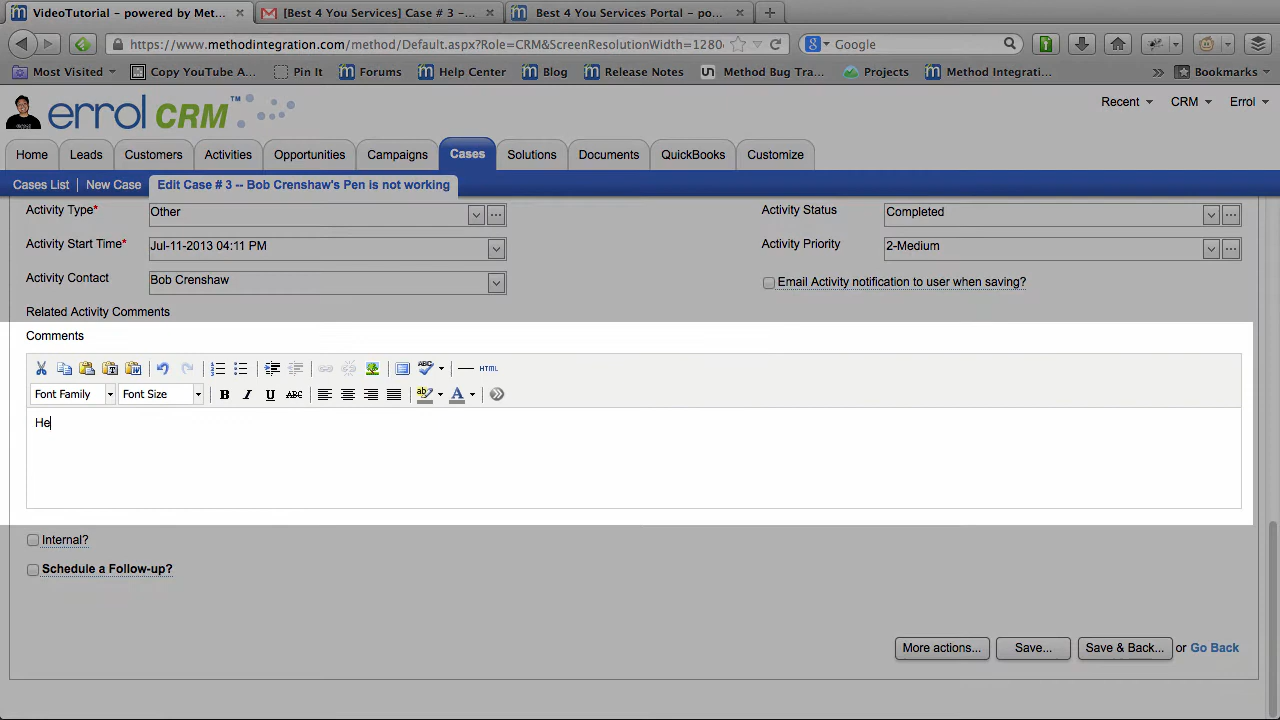 VideoTutorial – powered by Met... × [Best 4 You Services] Case # 3 –... × Best 4 You Services Portal – po... ×
https://www.methodintegration.com/method/Default.aspx?Role=CRM&ScreenResolutionWidth=1280 Google
Most Visited Copy YouTube A... Pin It Forums Help Center Blog Release Notes Method Bug Tra... Projects Method Integrati... » Bookmarks
errol CRM™ Recent CRM Errol
Home Leads Customers Activities Opportunities Campaigns Cases Solutions Documents QuickBooks Customize
Cases List New Case Edit Case # 3 -- Bob Crenshaw's Pen is not working
Activity Type* Other Activity Status Completed
Activity Start Time* Jul-11-2013 04:11 PM Activity Priority 2-Medium
Activity Contact Bob Crenshaw Email Activity notification to user when saving?
Related Activity Comments
Comments
ABC HTML
Font Family Font Size B I U ABC ab A
He
Internal?
Schedule a Follow-up?
More actions... Save... Save & Back... or Go Back